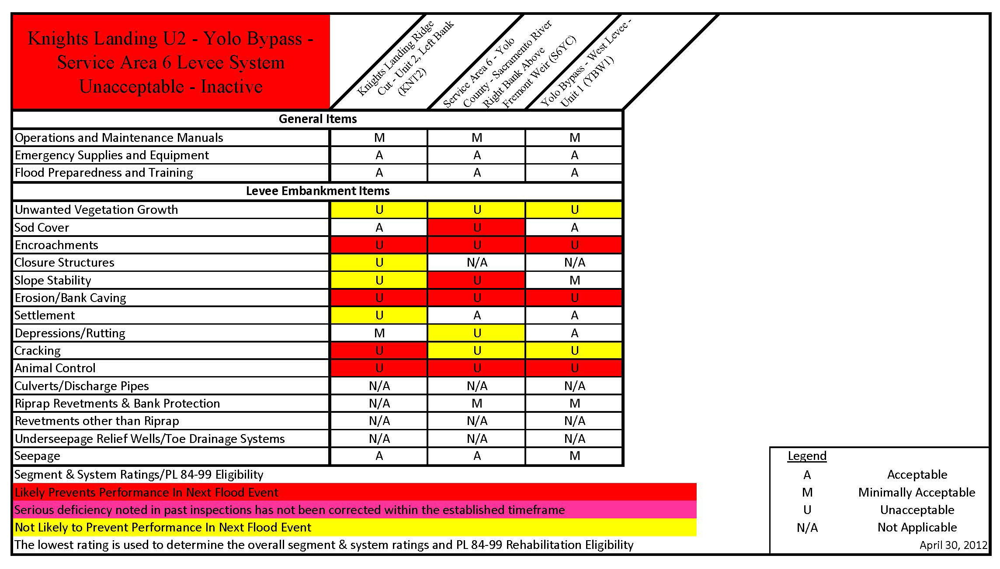 Knights Landing U2 - Yolo Bypass -
Service Area 6 Levee System
Unacceptable - Inactive
Knights Landing Ridge
Cut - Unit 2, Left Bank
(KNT2)
Service Area 6 - Yolo
County - Sacramento River
Right Bank Above
Fremont Weir (S6YC)
Yolo Bypass - West Levee -
Unit 1 (YBW1)
General Items
Operations and Maintenance Manuals M M M
Emergency Supplies and Equipment A A A
Flood Preparedness and Training A A A
Levee Embankment Items
Unwanted Vegetation Growth U U U
Sod Cover A U A
Encroachments U U U
Closure Structures U N/A N/A
Slope Stability U U M
Erosion/Bank Caving U U U
Settlement U A A
Depressions/Rutting M U A
Cracking U U U
Animal Control U U U
Culverts/Discharge Pipes N/A N/A N/A
Riprap Revetments & Bank Protection N/A M M
Revetments other than Riprap N/A N/A N/A
Underseepage Relief Wells/Toe Drainage Systems N/A N/A N/A
Seepage A A M
Segment & System Ratings/PL 84-99 Eligibility
Likely Prevents Performance In Next Flood Event
Serious deficiency noted in past inspections has not been corrected within the established timeframe
Not Likely to Prevent Performance In Next Flood Event
The lowest rating is used to determine the overall segment & system ratings and PL 84-99 Rehabilitation Eligibility
Legend
A Acceptable
M Minimally Acceptable
U Unacceptable
N/A Not Applicable
April 30, 2012